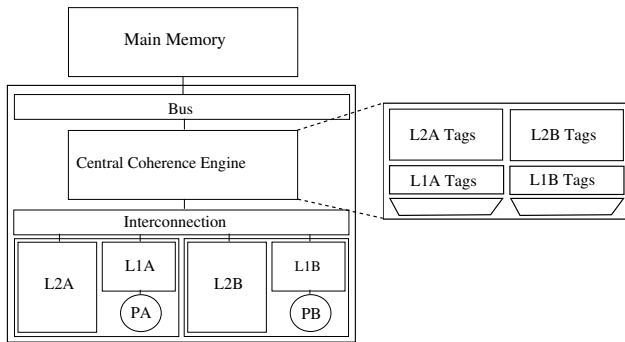 Main Memory
Bus
Central Coherence Engine
L2A Tags
L2B Tags
L1A Tags
L1B Tags
Interconnection
L2A
L1A
L2B
L1B
PA
PB